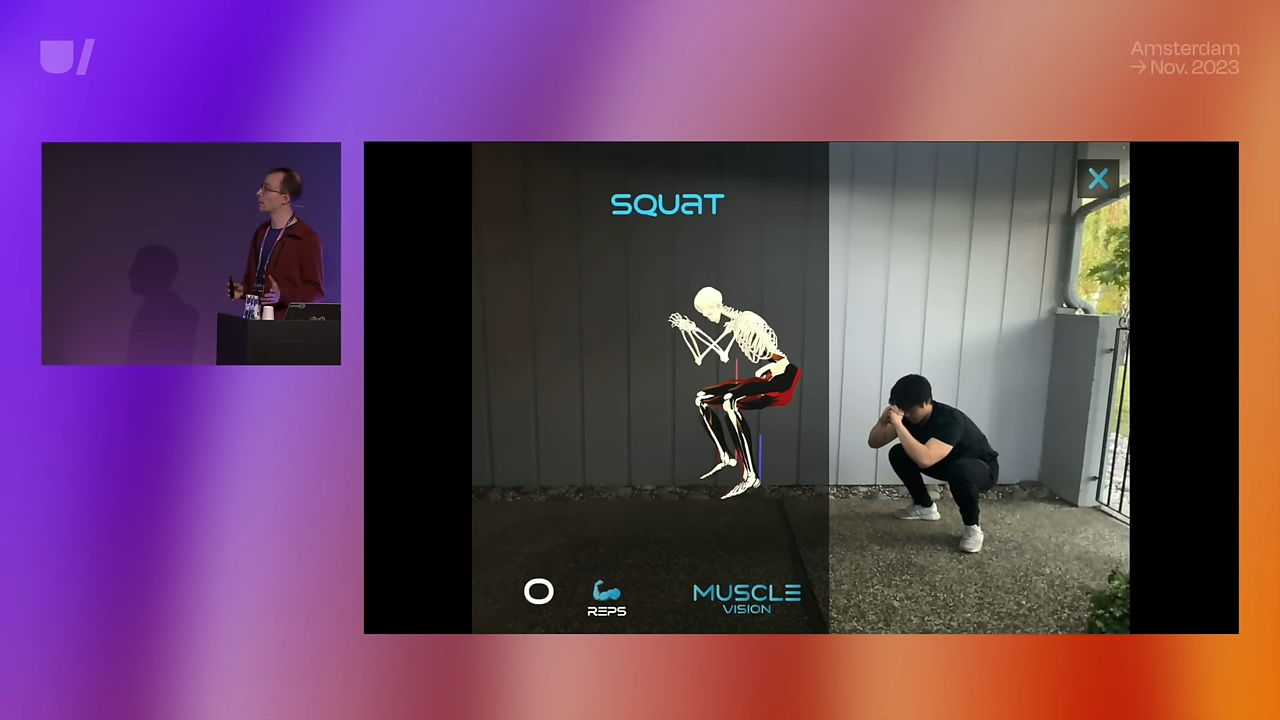 Amsterdam
→ Nov. 2023
SQUAT
O
REPS
MUSCLE
VISION